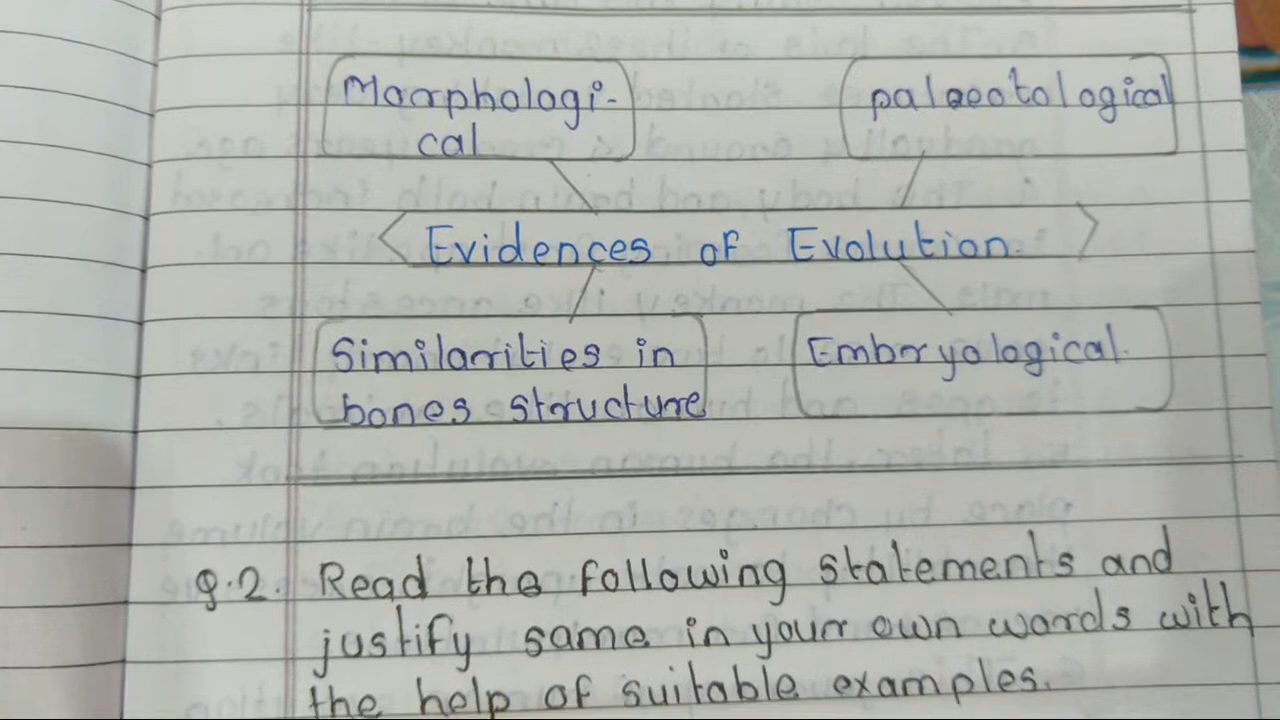 Morphologi-
cal
palaeotological
Evidences of Evolution.
Similarities in
bones structure
Embryological.
Q.2. Read the following statements and
justify same in your own words with
the help of suitable examples.